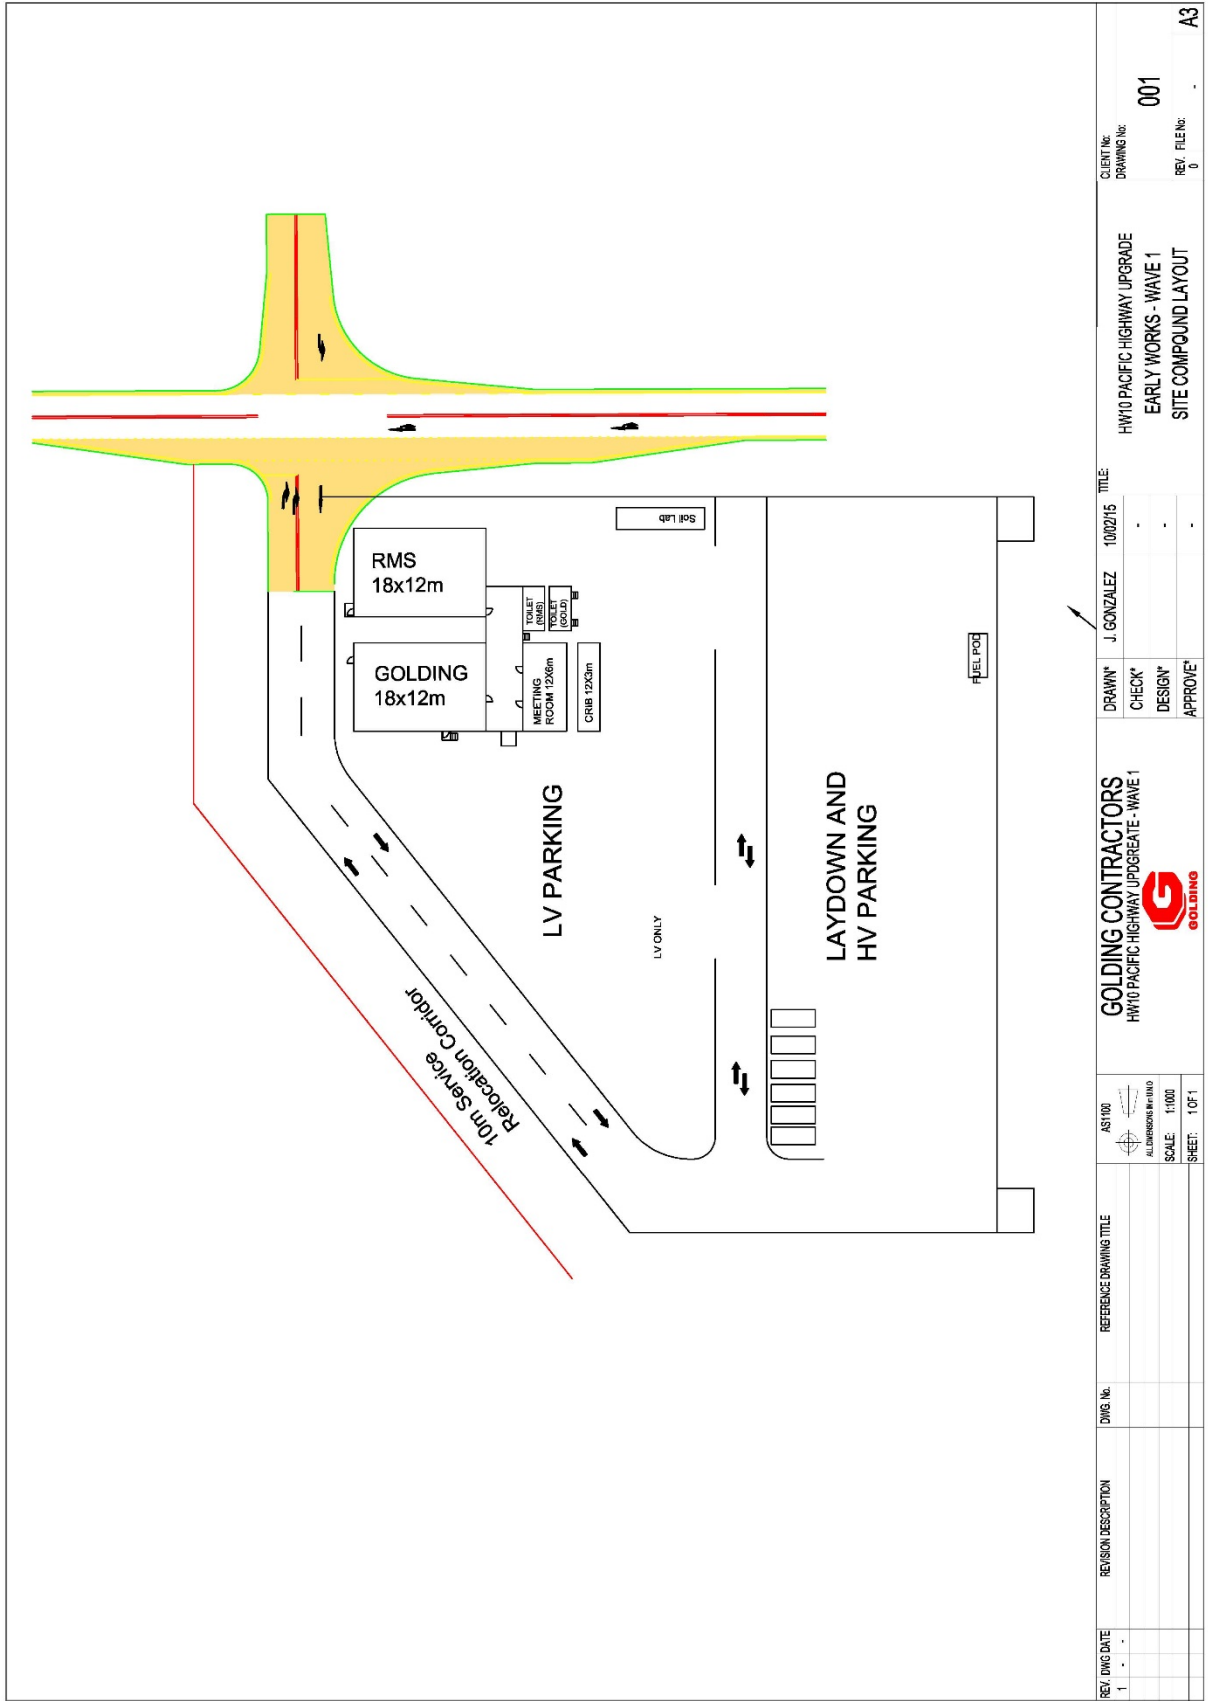 RMS
18x12m
GOLDING
18x12m
TOILET
(RMS)
TOILET
(GOLD)
MEETING
ROOM 12X6m
CRIB 12X3m
Soil Lab
LV PARKING
LV ONLY
10m Service
Relocation Corridor
LAYDOWN AND
HV PARKING
FUEL POD
REV. DWG DATE
1 - -
REVISION DESCRIPTION
DWG. No.
REFERENCE DRAWING TITLE
AS1100
ALL DIMENSIONS IN m U.N.O
SCALE: 1:1000
SHEET: 1 OF 1
GOLDING CONTRACTORS
HW10 PACIFIC HIGHWAY UPDGREATE - WAVE 1
G
GOLDING
DRAWN* J. GONZALEZ 10/02/15
CHECK* -
DESIGN* -
APPROVE* -
TITLE:
HW10 PACIFIC HIGHWAY UPGRADE
EARLY WORKS - WAVE 1
SITE COMPOUND LAYOUT
CLIENT No:
DRAWING No:
001
REV. FILE No:
0 -
A3